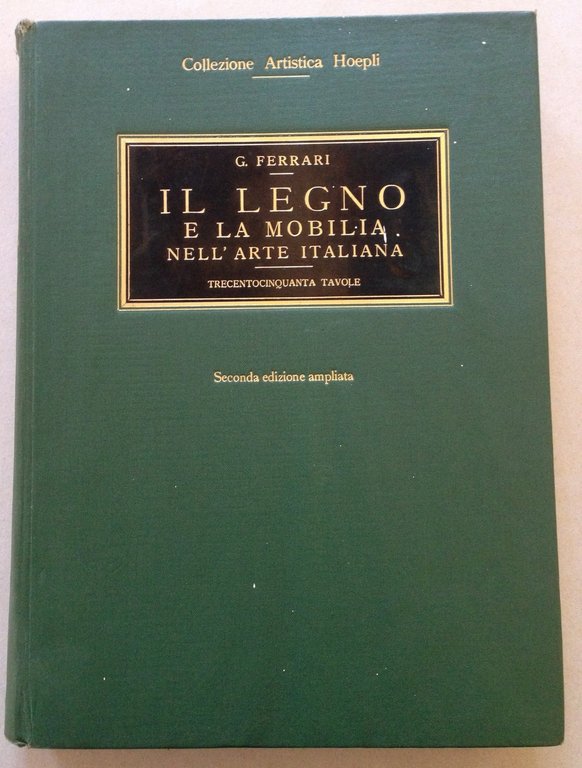 Collezione Artistica Hoepli
G. FERRARI
IL LEGNO
E LA MOBILIA
NELL'ARTE ITALIANA
TRECENTOCINQUANTA TAVOLE
Seconda edizione ampliata